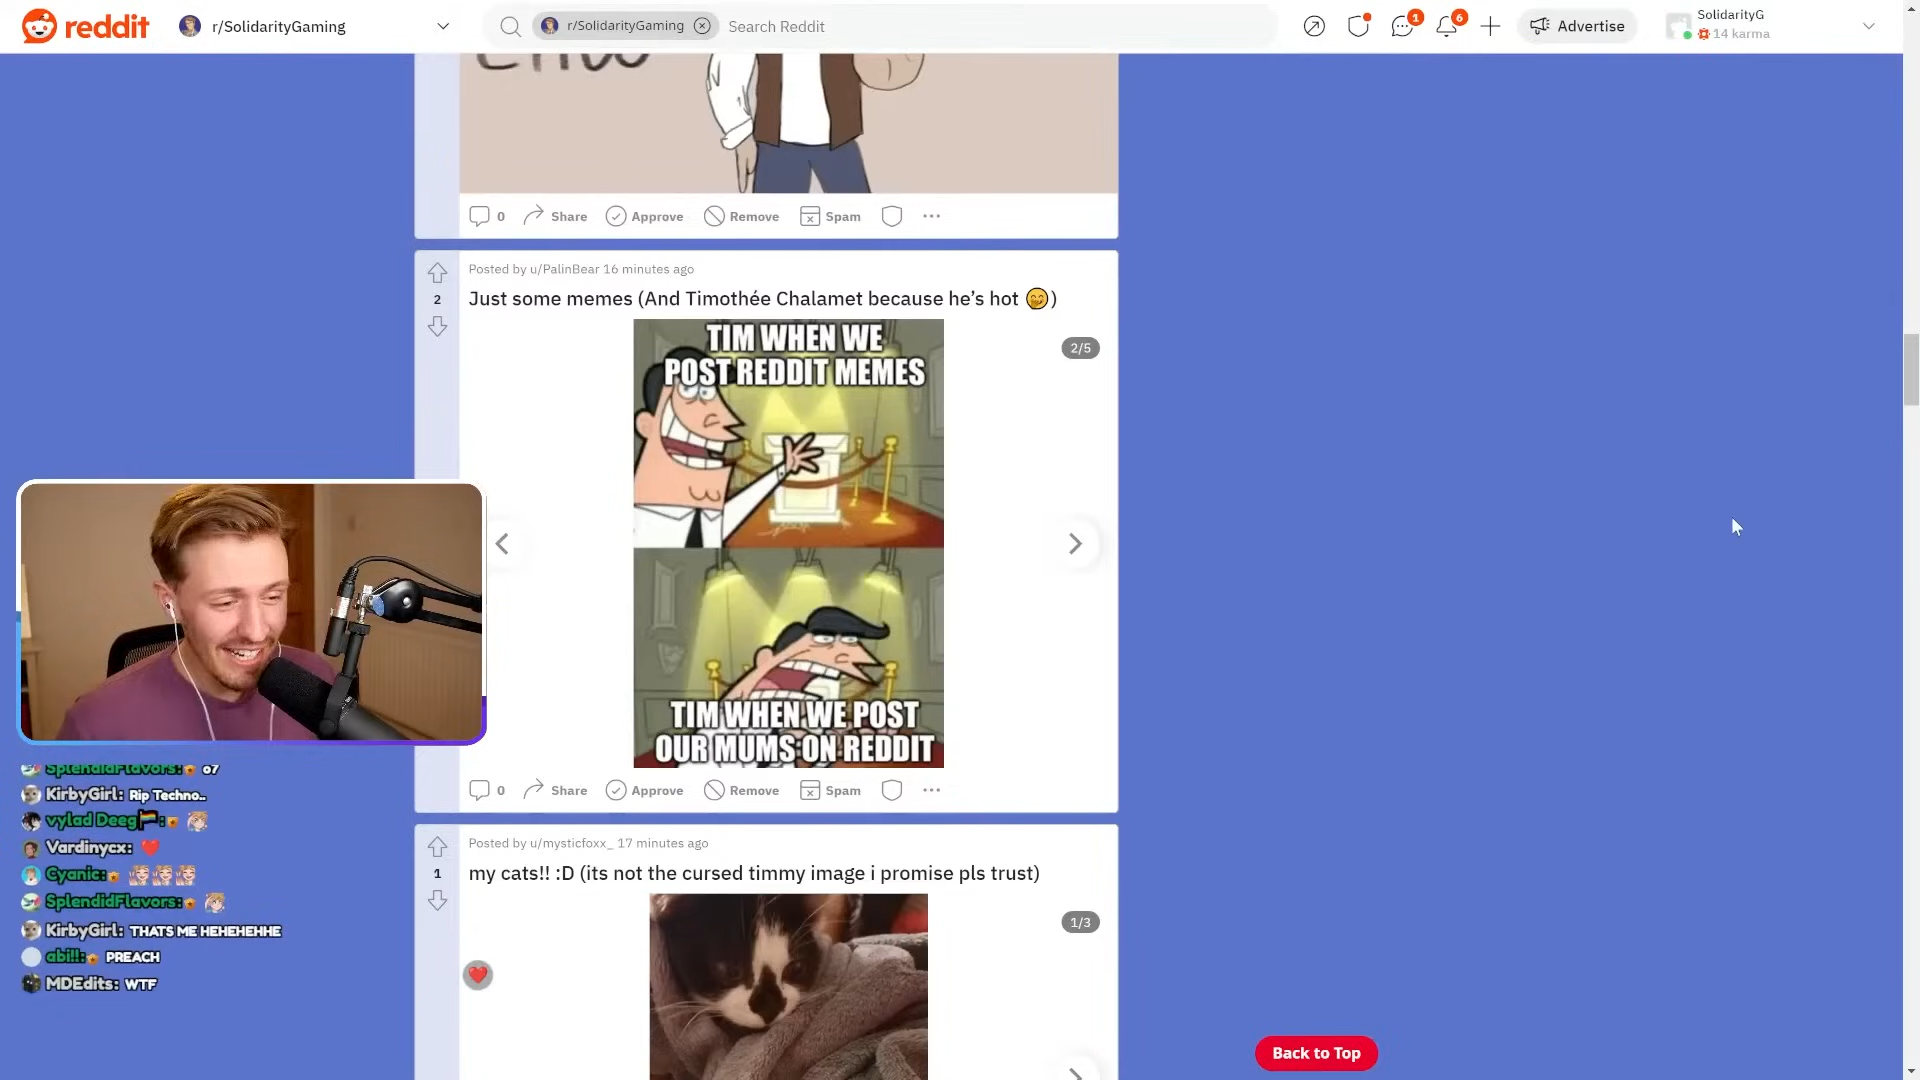 reddit
r/SolidarityGaming
r/SolidarityGaming
Search Reddit
1
6
Advertise
SolidarityG
14 karma
0 Share Approve Remove Spam
Posted by u/PalinBear 16 minutes ago
2
Just some memes (And Timothée Chalamet because he's hot 🤭)
2/5
TIM WHEN WE
POST REDDIT MEMES
TIM WHEN WE POST
OUR MUMS ON REDDIT
0 Share Approve Remove Spam
Posted by u/mysticfoxx_ 17 minutes ago
1
my cats!! :D (its not the cursed timmy image i promise pls trust)
1/3
SplendidFlavors: o7
KirbyGirl: Rip Techno..
vylad Deeg🏳️‍🌈:
Vardinycx: ❤️
Cyanic:
SplendidFlavors:
KirbyGirl: THATS ME HEHEHEHHE
abi!!: PREACH
MDEdits: WTF
Back to Top